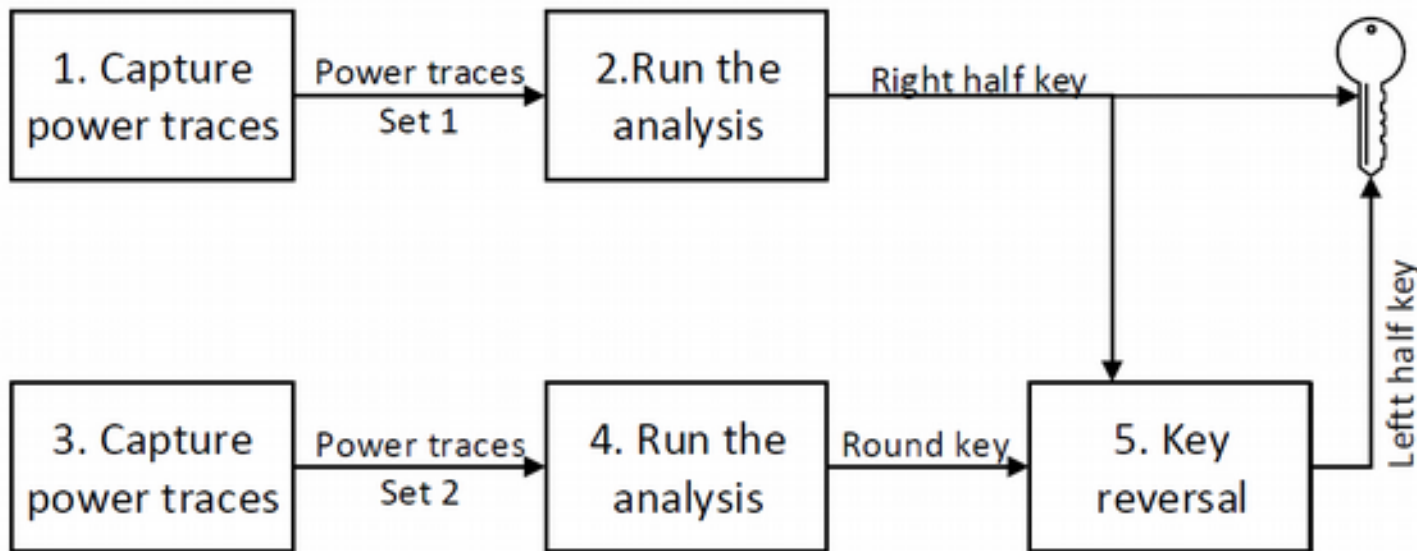 1. Capture
power traces
Power traces
Set 1
2.Run the
analysis
Right half key
3. Capture
power traces
Power traces
Set 2
4. Run the
analysis
Round key
5. Key
reversal
Leftt half key